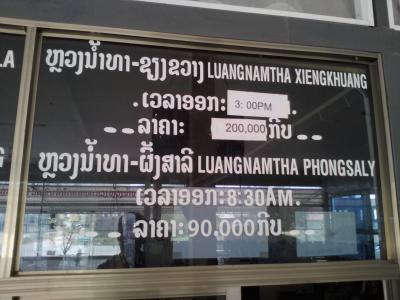 ຫຼວງນ້ຳທາ-ຊຽງຂວາງ LUANGNAMTHA XIENGKHUANG
.ເວລາອອກ: 3:00PM
--ລາຄາ: 200,000 ກີບ--
ຫຼວງນ້ຳທາ-ຜົ້ງສາລີ LUANGNAMTHA PHONGSALY
ເວລາອອກ:8:30AM.
-- ລາຄາ:90.000ກີບ --